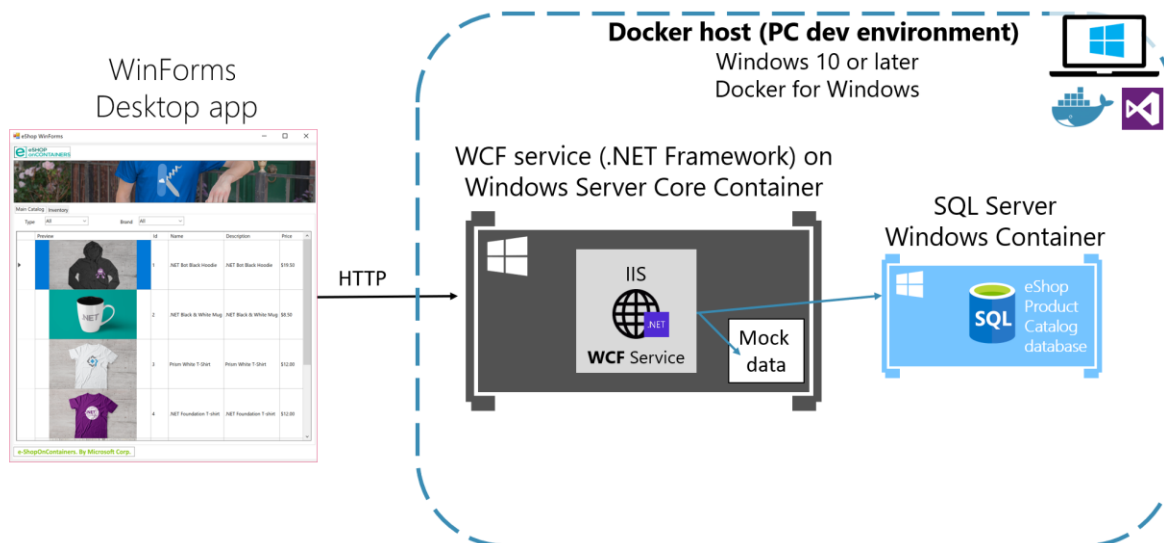 WinForms
Desktop app
eShop WinForms
e eSHOP
onCONTAINERS
Main Catalog Inventory
Type All Brand All
Preview Id Name Description Price
1 .NET Bot Black Hoodie .NET Bot Black Hoodie $19.50
.NET
2 .NET Black & White Mug .NET Black & White Mug $8.50
3 Prism White T-Shirt Prism White T-Shirt $12.00
4 .NET Foundation T-shirt .NET Foundation T-shirt $12.00
e-ShopOnContainers. By Microsoft Corp.
HTTP
Docker host (PC dev environment)
Windows 10 or later
Docker for Windows
WCF service (.NET Framework) on
Windows Server Core Container
IIS
.NET
WCF Service
Mock
data
SQL Server
Windows Container
SQL
eShop
Product
Catalog
database